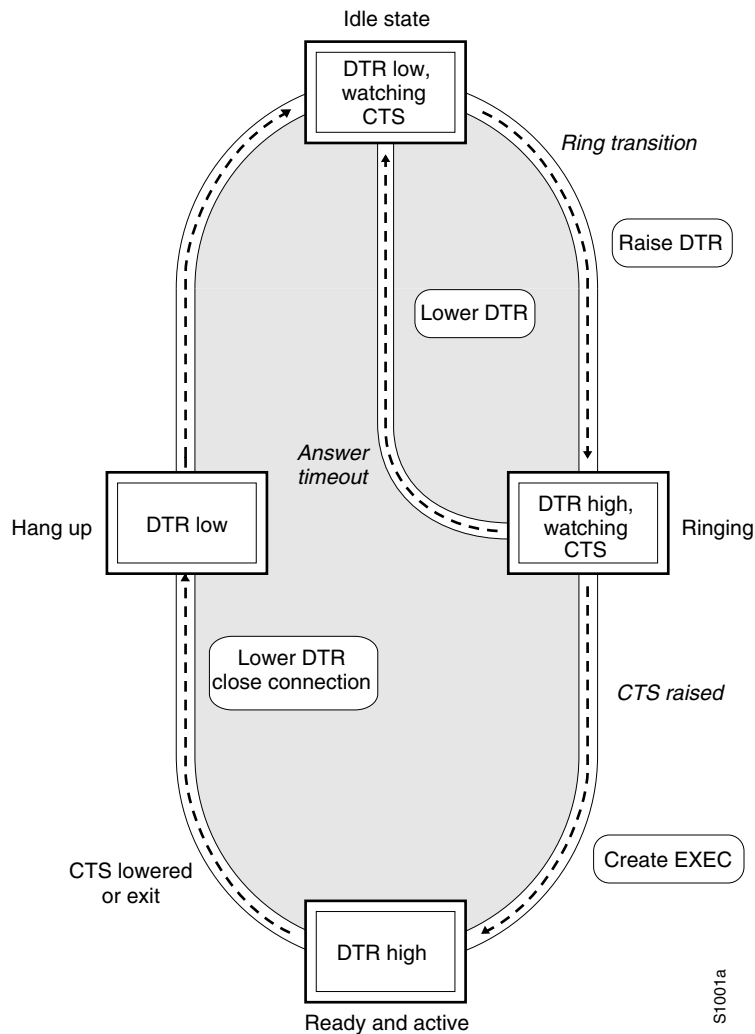 Idle state
DTR low,
watching
CTS
Ring transition
Raise DTR
Lower DTR
Answer
timeout
Hang up
DTR low
DTR high,
watching
CTS
Ringing
Lower DTR
close connection
CTS raised
CTS lowered
or exit
Create EXEC
DTR high
Ready and active
S1001a